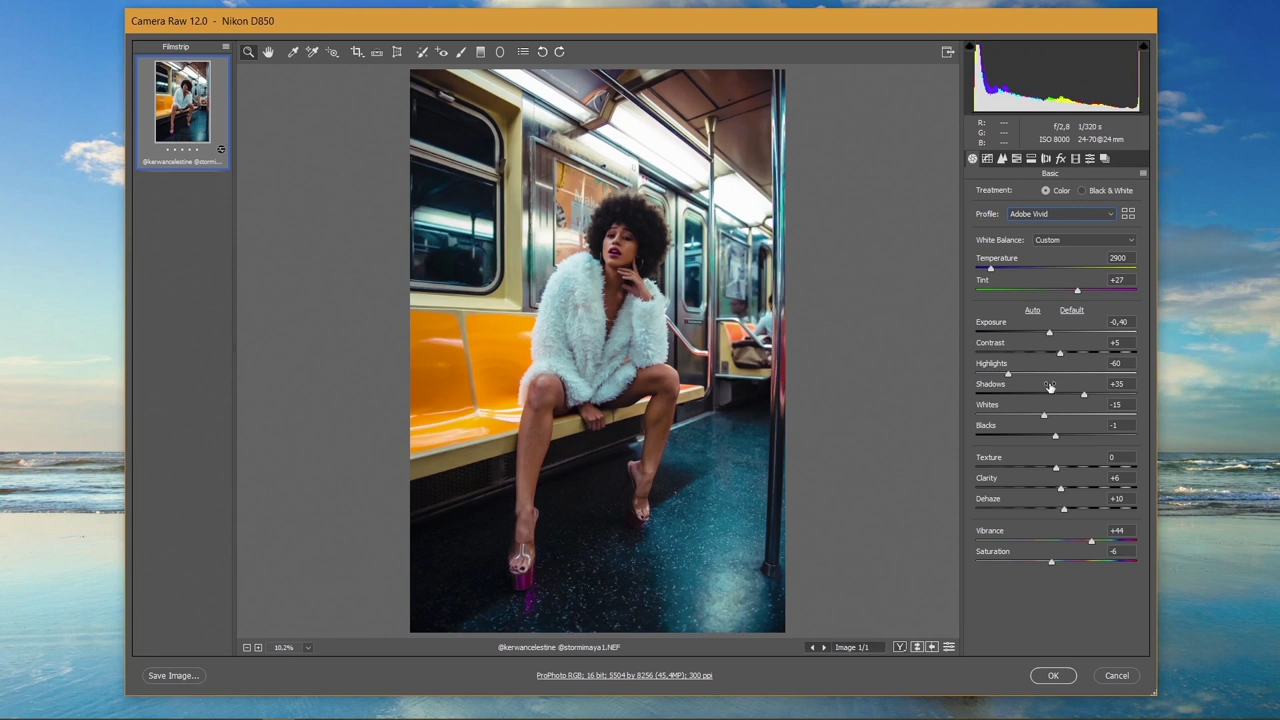 Camera Raw 12.0 - Nikon D850
Filmstrip
@kerwancelestine @stormi...
R: ---
G: ---
B: ---
f/2,8 1/320 s
ISO 8000 24-70@24 mm
Basic
Treatment: Color Black & White
Profile: Adobe Vivid
White Balance: Custom
Temperature 2900
Tint +27
Auto Default
Exposure -0,40
Contrast +5
Highlights -60
Shadows +35
Whites -15
Blacks -1
Texture 0
Clarity +6
Dehaze +10
Vibrance +44
Saturation -6
10,2% @kerwancelestine @stormimaya1.NEF Image 1/1 Y
Save Image... ProPhoto RGB; 16 bit; 5504 by 8256 (45,4MP); 300 ppi OK Cancel